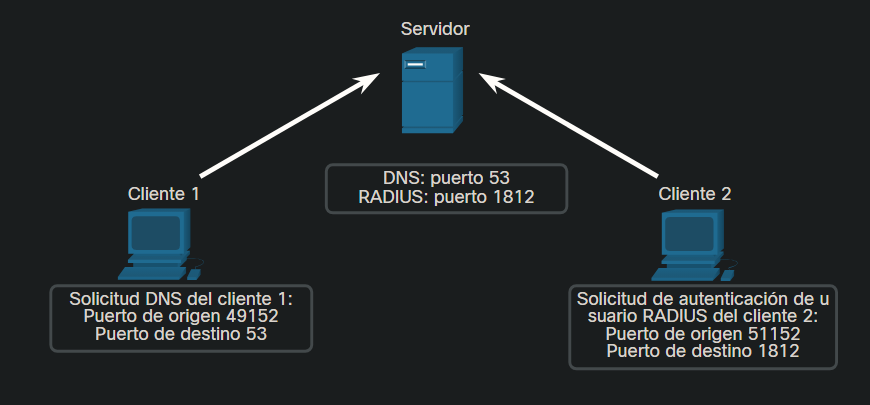 Servidor
DNS: puerto 53
RADIUS: puerto 1812
Cliente 1
Solicitud DNS del cliente 1:
Puerto de origen 49152
Puerto de destino 53
Cliente 2
Solicitud de autenticación de u
suario RADIUS del cliente 2:
Puerto de origen 51152
Puerto de destino 1812